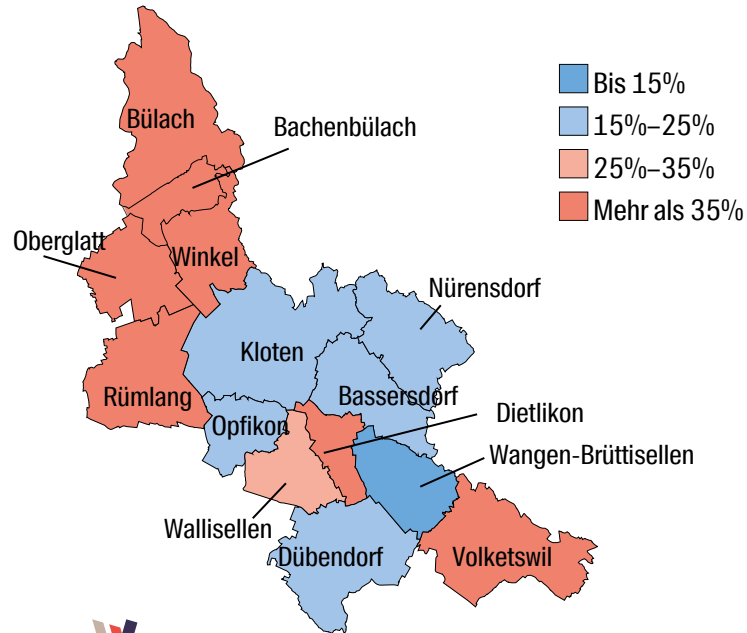 Bülach
Bachenbülach
Oberglatt
Winkel
Nürensdorf
Kloten
Rümlang
Bassersdorf
Opfikon
Dietlikon
Wangen-Brüttisellen
Wallisellen
Dübendorf
Volketswil
Bis 15%
15%–25%
25%–35%
Mehr als 35%